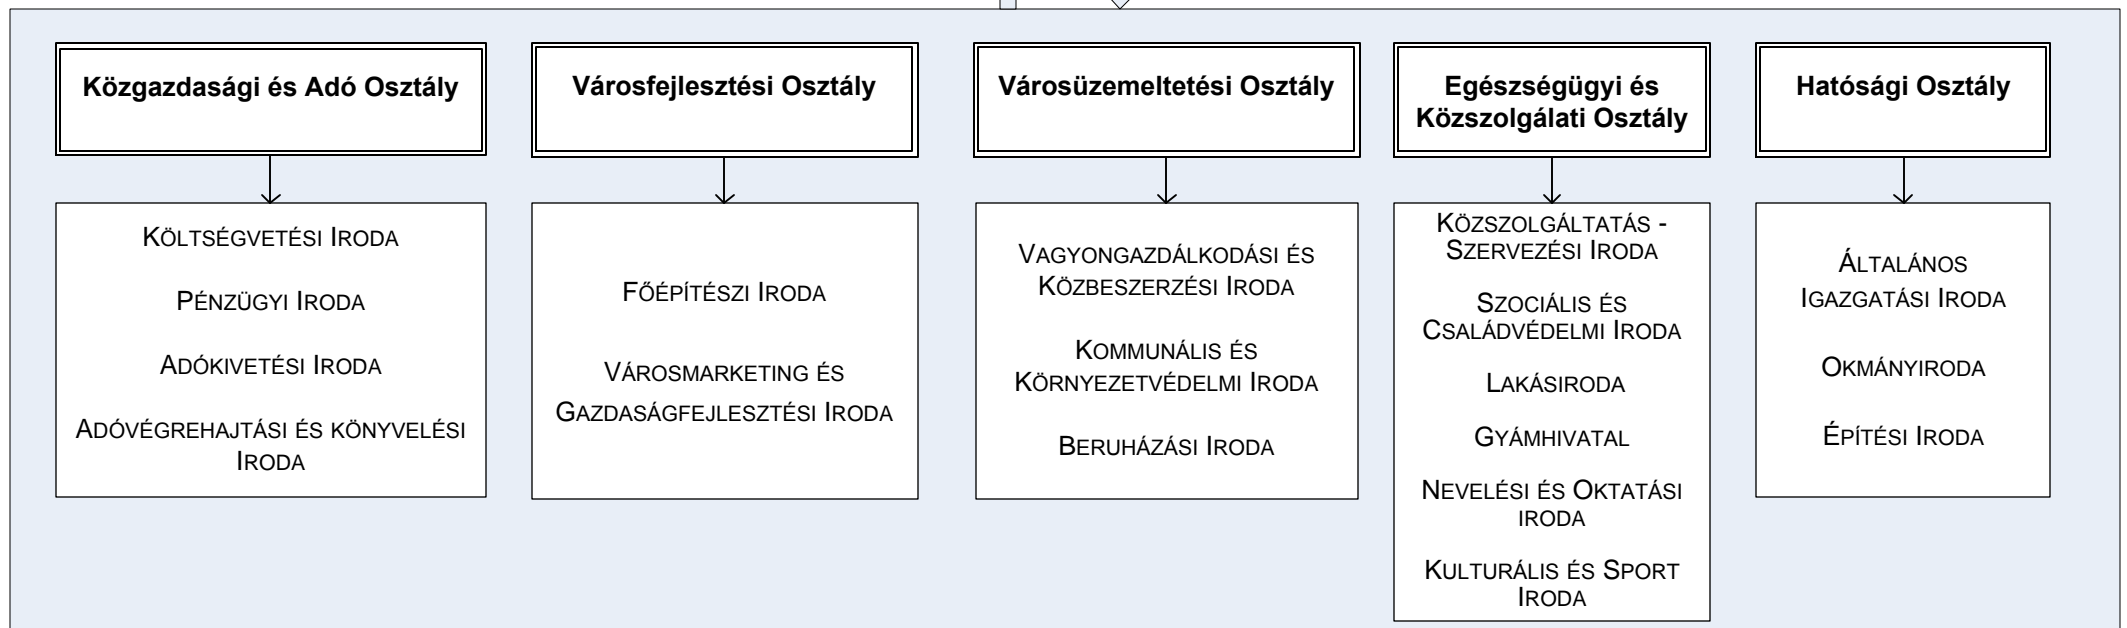 Közgazdasági és Adó Osztály
KÖLTSÉGVETÉSI IRODA
PÉNZÜGYI IRODA
ADÓKIVETÉSI IRODA
ADÓVÉGREHAJTÁSI ÉS KÖNYVELÉSI
IRODA
Városfejlesztési Osztály
FŐÉPÍTÉSZI IRODA
VÁROSMARKETING ÉS
GAZDASÁGFEJLESZTÉSI IRODA
Városüzemeltetési Osztály
VAGYONGAZDÁLKODÁSI ÉS
KÖZBESZERZÉSI IRODA
KOMMUNÁLIS ÉS
KÖRNYEZETVÉDELMI IRODA
BERUHÁZÁSI IRODA
Egészségügyi és
Közszolgálati Osztály
KÖZSZOLGÁLTATÁS -
SZERVEZÉSI IRODA
SZOCIÁLIS ÉS
CSALÁDVÉDELMI IRODA
LAKÁSIRODA
GYÁMHIVATAL
NEVELÉSI ÉS OKTATÁSI
IRODA
KULTURÁLIS ÉS SPORT
IRODA
Hatósági Osztály
ÁLTALÁNOS
IGAZGATÁSI IRODA
OKMÁNYIRODA
ÉPÍTÉSI IRODA